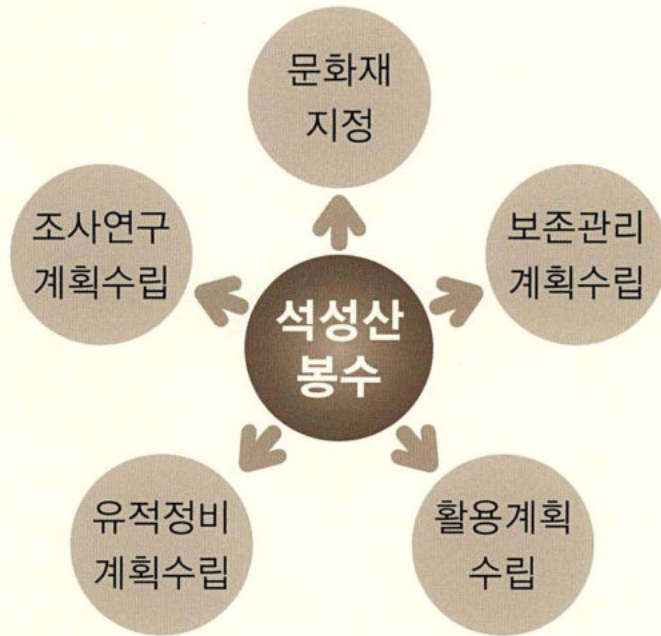 문화재
지정
조사연구
계획수립
보존관리
계획수립
석성산
봉수
유적정비
계획수립
활용계획
수립